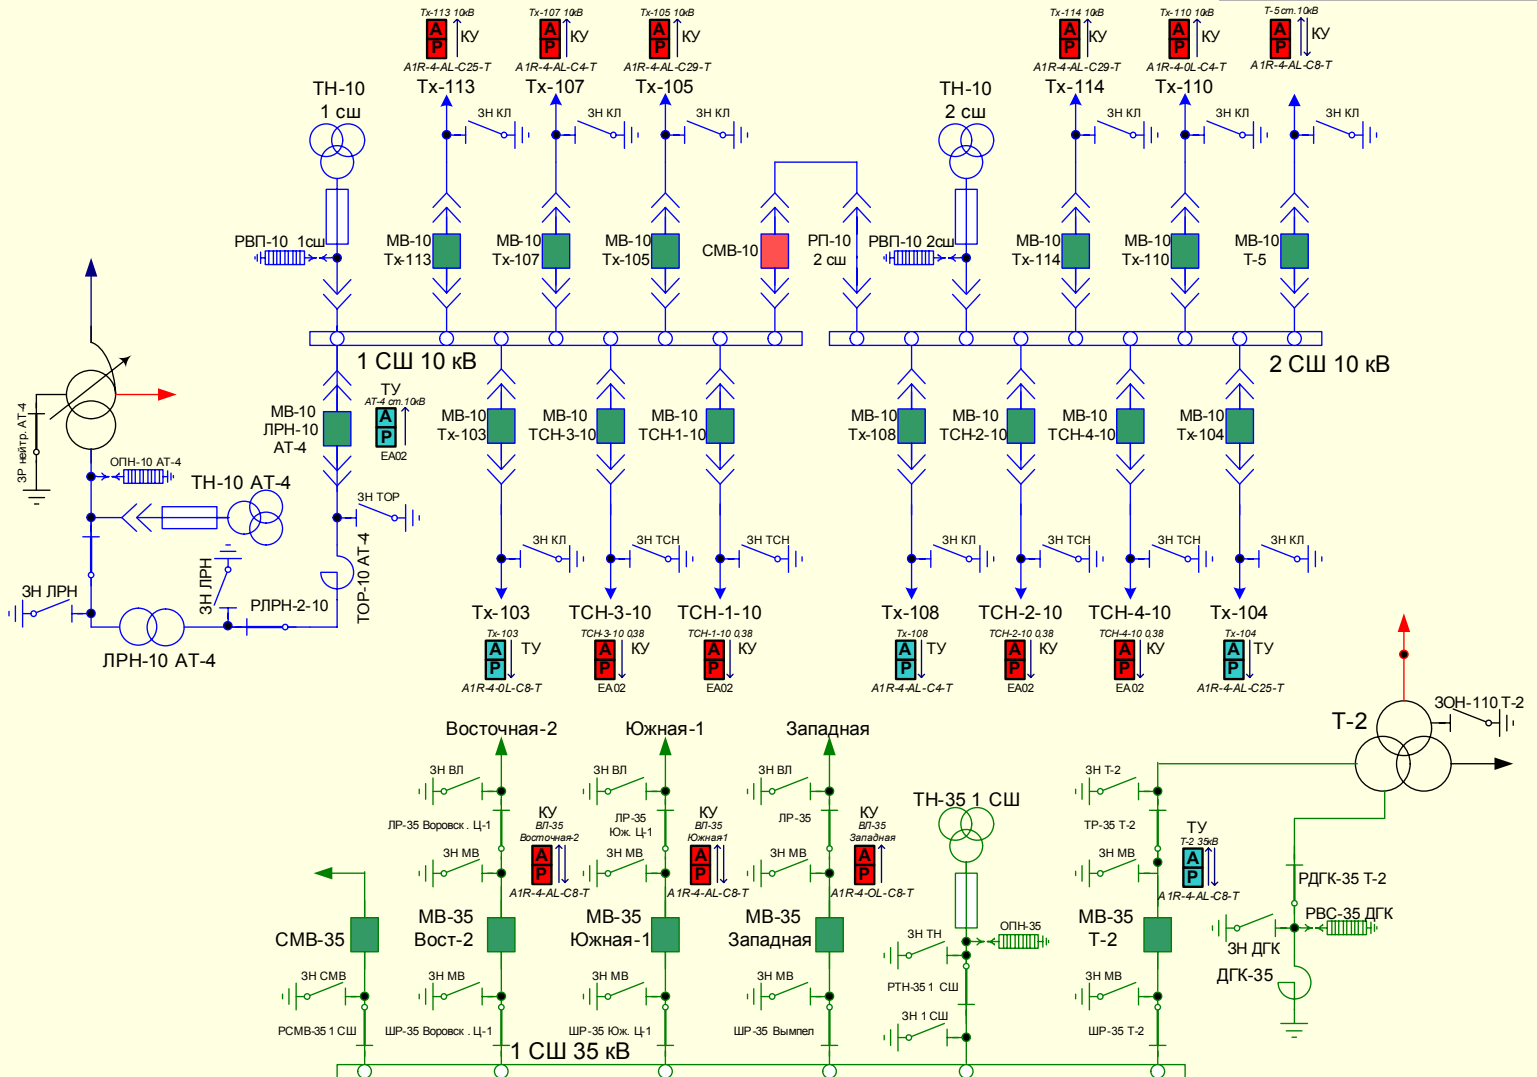 Тх-113 10кВ
А
Р
КУ
A1R-4-AL-C25-T
Тх-113
Тх-107 10кВ
А
Р
КУ
A1R-4-AL-C4-T
Тх-107
Тх-105 10кВ
А
Р
КУ
A1R-4-AL-C29-T
Тх-105
Тх-114 10кВ
А
Р
КУ
A1R-4-AL-C29-T
Тх-114
Тх-110 10кВ
А
Р
КУ
A1R-4-0L-C4-T
Тх-110
Т-5 ст. 10кВ
А
Р
КУ
A1R-4-AL-C8-T
ТН-10
1 сш
ЗН КЛ
ЗН КЛ
ЗН КЛ
ТН-10
2 сш
ЗН КЛ
ЗН КЛ
ЗН КЛ
РВП-10 1сш
МВ-10
Тх-113
МВ-10
Тх-107
МВ-10
Тх-105
СМВ-10
РП-10
2 сш
РВП-10 2сш
МВ-10
Тх-114
МВ-10
Тх-110
МВ-10
Т-5
1 СШ 10 кВ
2 СШ 10 кВ
МВ-10
ЛРН-10
АТ-4
ТУ
АТ-4 ст. 10кВ
А
Р
EA02
МВ-10
Тх-103
МВ-10
ТСН-3-10
МВ-10
ТСН-1-10
МВ-10
Тх-108
МВ-10
ТСН-2-10
МВ-10
ТСН-4-10
МВ-10
Тх-104
ЗР нейтр. АТ-4
ОПН-10 АТ-4
ТН-10 АТ-4
ЗН ТОР
ТОР-10 АТ-4
ЗН ЛРН
ЗН ЛРН
РЛРН-2-10
ЛРН-10 АТ-4
ЗН КЛ
ЗН ТСН
ЗН ТСН
ЗН КЛ
ЗН ТСН
ЗН ТСН
ЗН КЛ
Тх-103
Тх-103
А
Р
ТУ
A1R-4-0L-C8-T
ТСН-3-10
ТСН-3-10 0,38
А
Р
КУ
EA02
ТСН-1-10
ТСН-1-10 0,38
А
Р
КУ
EA02
Тх-108
Тх-108
А
Р
ТУ
A1R-4-AL-C4-T
ТСН-2-10
ТСН-2-10 0,38
А
Р
КУ
EA02
ТСН-4-10
ТСН-4-10 0,38
А
Р
КУ
EA02
Тх-104
Тх-104
А
Р
ТУ
A1R-4-AL-C25-T
Т-2
ЗОН-110 Т-2
Восточная-2
Южная-1
Западная
ЗН ВЛ
ЗН ВЛ
ЗН ВЛ
ТН-35 1 СШ
ЗН Т-2
ЛР-35 Воровск . Ц-1
КУ
ВЛ-35
Восточная-2
А
Р
A1R-4-AL-C8-T
ЛР-35
Юж. Ц-1
КУ
ВЛ-35
Южная-1
А
Р
A1R-4-AL-C8-T
ЛР-35
КУ
ВЛ-35
Западная
А
Р
A1R-4-OL-C8-T
ТР-35 Т-2
ТУ
Т-2 35кВ
А
Р
A1R-4-AL-C8-T
ЗН МВ
ЗН МВ
ЗН МВ
ЗН МВ
РДГК-35 Т-2
РВС-35 ДГК
ЗН ДГК
ДГК-35
СМВ-35
МВ-35
Вост-2
МВ-35
Южная-1
МВ-35
Западная
ОПН-35
ЗН ТН
МВ-35
Т-2
ЗН СМВ
ЗН МВ
ЗН МВ
ЗН МВ
РТН-35 1 СШ
ЗН МВ
ЗН 1 СШ
РСМВ-35 1 СШ
ШР-35 Воровск . Ц-1
ШР-35 Юж. Ц-1
ШР-35 Вымпел
ШР-35 Т-2
1 СШ 35 кВ